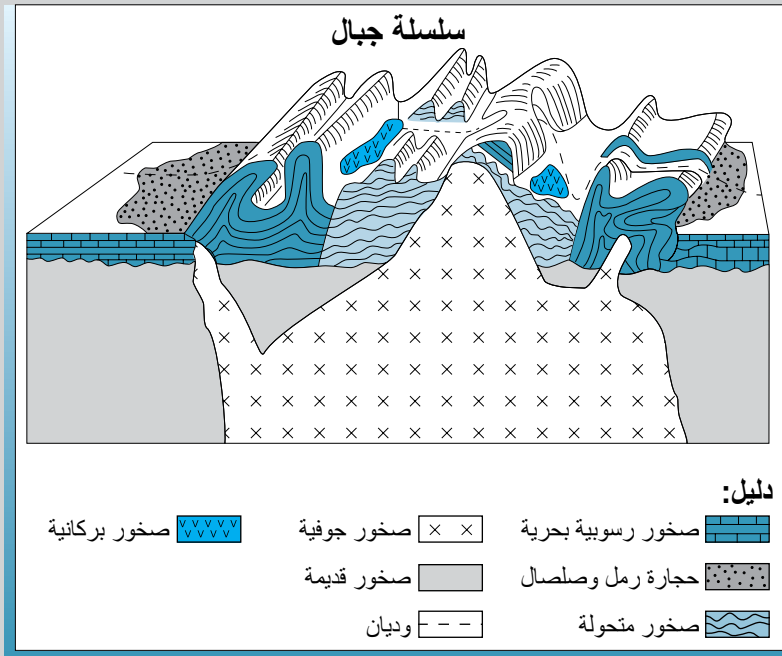 سلسلة جبال
دليل:
صخور رسوبية بحرية
صخور جوفية
صخور بركانية
حجارة رمل وصلصال
صخور قديمة
صخور متحولة
وديان